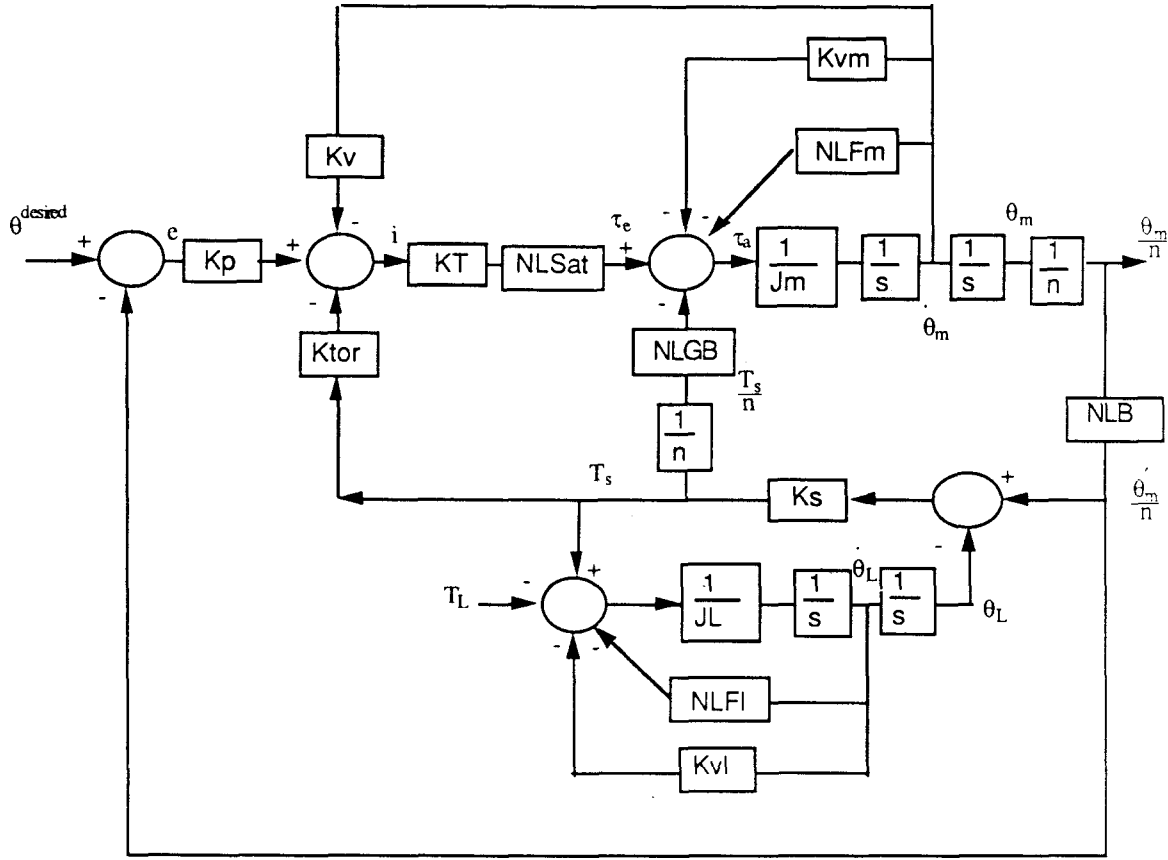 Kvm
NLFm
Kv
θdesired
+
-
e
Kp
+
-
-
i
KT
NLSat
τe
+
-
-
-
τa
1
Jm
1
s
θ̇m
1
s
θm
1
n
θm
n
Ktor
NLGB
Ts
n
1
n
NLB
Ts
Ks
+
-
θ'm
n
TL
-
+
-
-
1
JL
1
s
θ̇L
1
s
θL
NLFl
Kvl